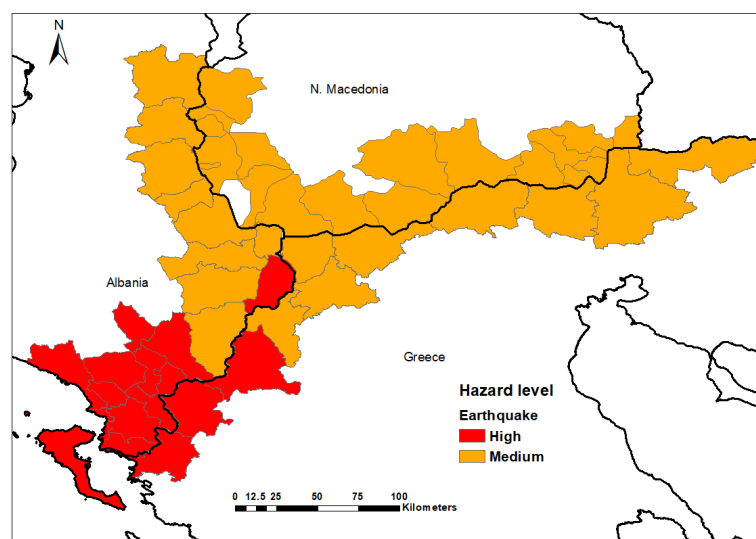 N
N. Macedonia
Albania
Greece
Hazard level
Earthquake
High
Medium
0 12.5 25 50 75 100
Kilometers